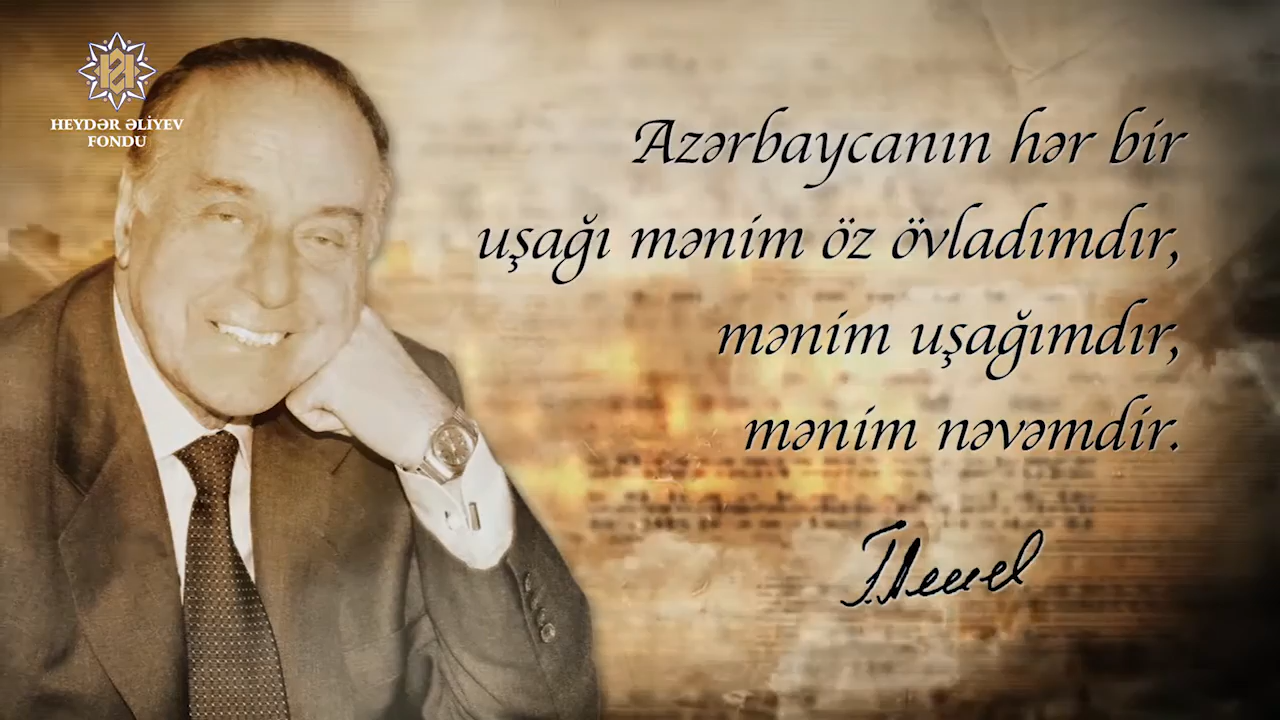 HEYDƏR ƏLİYEV
FONDU
Azərbaycanın hər bir
uşağı mənim öz övladımdır,
mənim uşağımdır,
mənim nəvəmdir.